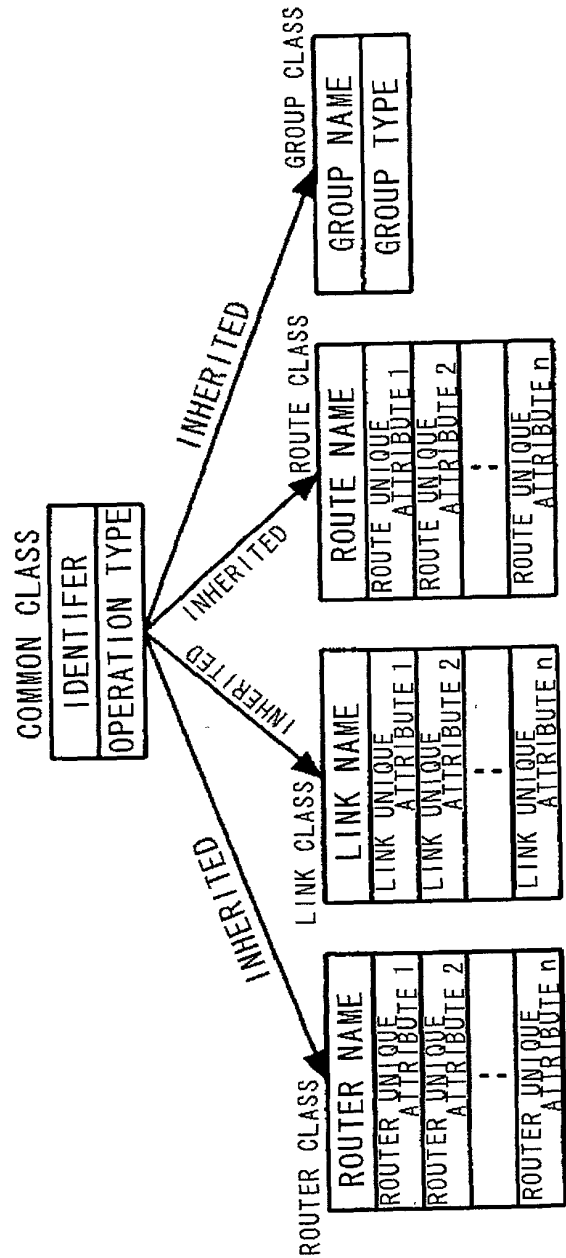 COMMON CLASS
IDENTIFER
OPERATION TYPE
INHERITED
INHERITED
INHERITED
INHERITED
ROUTER CLASS
ROUTER NAME
ROUTER UNIQUE
ATTRIBUTE 1
ROUTER UNIQUE
ATTRIBUTE 2
:
ROUTER UNIQUE
ATTRIBUTE n
LINK CLASS
LINK NAME
LINK UNIQUE
ATTRIBUTE 1
LINK UNIQUE
ATTRIBUTE 2
:
LINK UNIQUE
ATTRIBUTE n
ROUTE CLASS
ROUTE NAME
ROUTE UNIQUE
ATTRIBUTE 1
ROUTE UNIQUE
ATTRIBUTE 2
:
ROUTE UNIQUE
ATTRIBUTE n
GROUP CLASS
GROUP NAME
GROUP TYPE